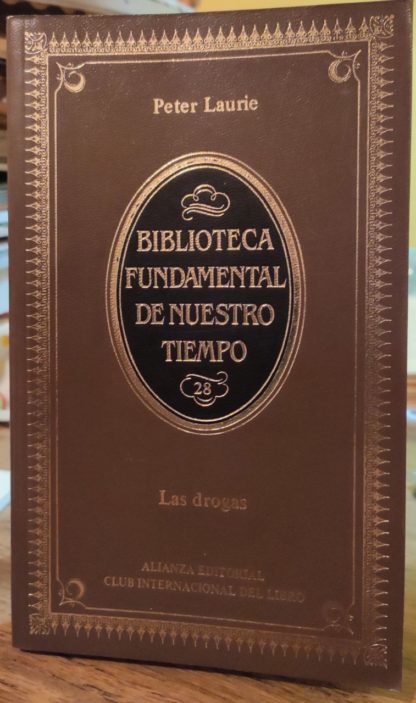 Peter Laurie
BIBLIOTECA
FUNDAMENTAL
DE NUESTRO
TIEMPO
28
Las drogas
ALIANZA EDITORIAL
CLUB INTERNACIONAL DEL LIBRO